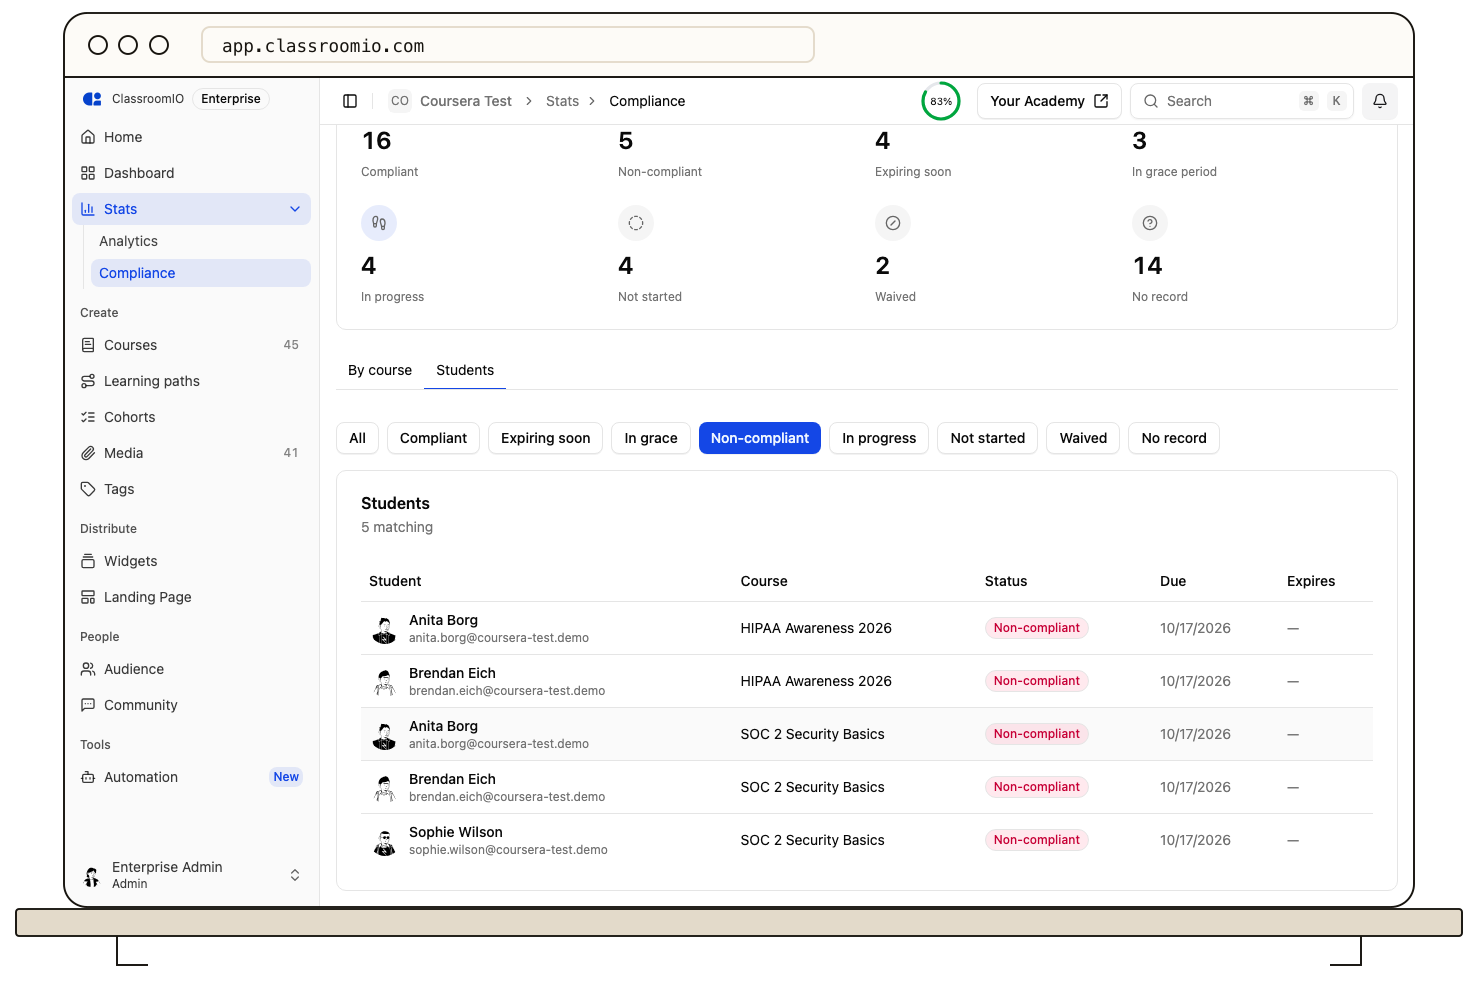 app.classroomio.com
ClassroomIO Enterprise
Home
Dashboard
Stats
Analytics
Compliance
Create
Courses 45
Learning paths
Cohorts
Media 41
Tags
Distribute
Widgets
Landing Page
People
Audience
Community
Tools
Automation New
Enterprise Admin
Admin
CO Coursera Test > Stats > Compliance
83%
Your Academy
Search ⌘ K
16 5 4 3
Compliant Non-compliant Expiring soon In grace period
4 4 2 14
In progress Not started Waived No record
By course Students
All Compliant Expiring soon In grace Non-compliant In progress Not started Waived No record
Students
5 matching
Student Course Status Due Expires
Anita Borg
anita.borg@coursera-test.demo
HIPAA Awareness 2026 Non-compliant 10/17/2026 —
Brendan Eich
brendan.eich@coursera-test.demo
HIPAA Awareness 2026 Non-compliant 10/17/2026 —
Anita Borg
anita.borg@coursera-test.demo
SOC 2 Security Basics Non-compliant 10/17/2026 —
Brendan Eich
brendan.eich@coursera-test.demo
SOC 2 Security Basics Non-compliant 10/17/2026 —
Sophie Wilson
sophie.wilson@coursera-test.demo
SOC 2 Security Basics Non-compliant 10/17/2026 —